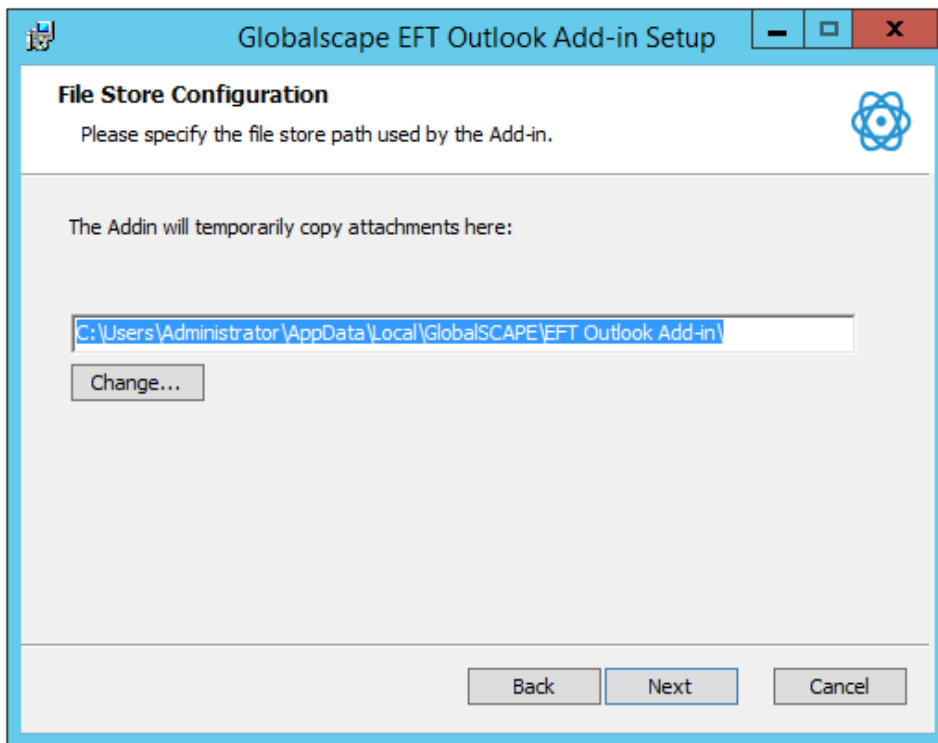 Globalscape EFT Outlook Add-in Setup
File Store Configuration
Please specify the file store path used by the Add-in.
The Addin will temporarily copy attachments here:
C:\Users\Administrator\AppData\Local\GlobalSCAPE\EFT Outlook Add-in\
Change...
Back Next Cancel